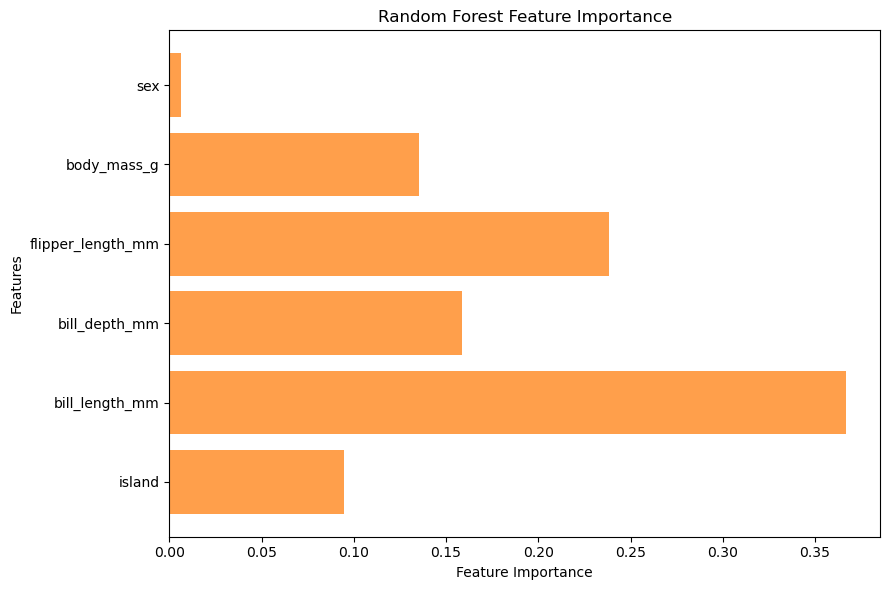 Random Forest Feature Importance
Features
sex
body_mass_g
flipper_length_mm
bill_depth_mm
bill_length_mm
island
0.00 0.05 0.10 0.15 0.20 0.25 0.30 0.35
Feature Importance